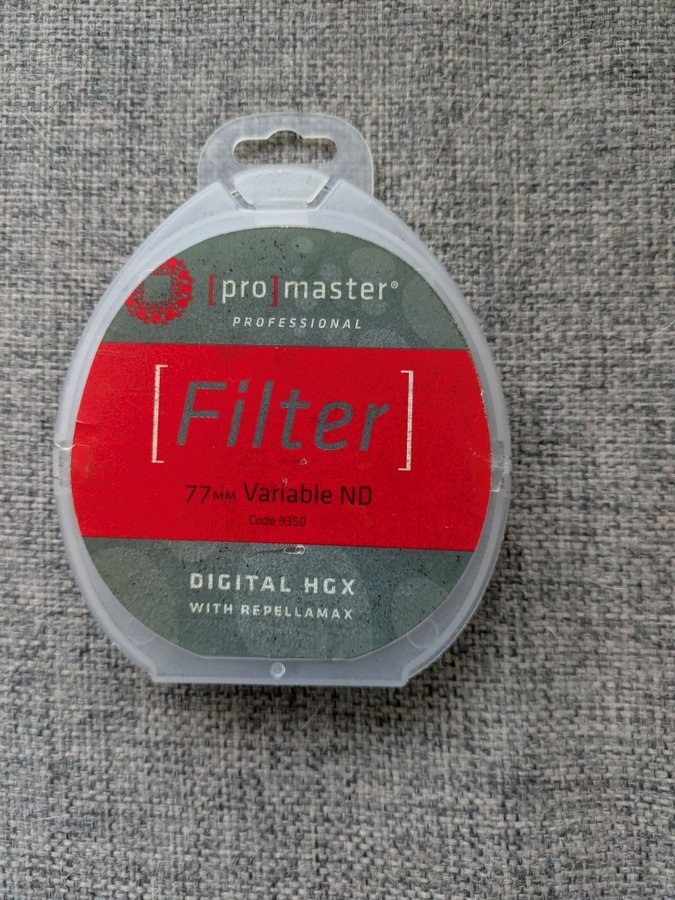 [pro]master®
PROFESSIONAL
[Filter]
77MM Variable ND
Code 9350
DIGITAL HGX
WITH REPELLAMAX